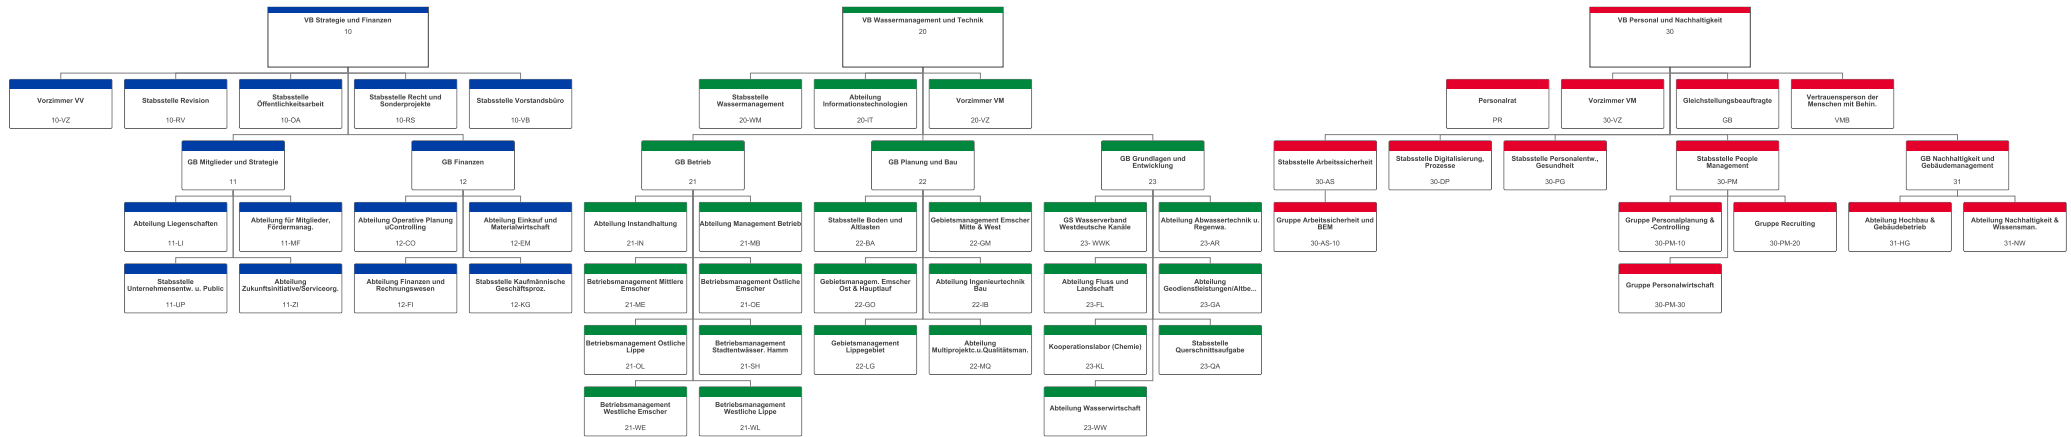 VB Strategie und Finanzen
10
VB Wassermanagement und Technik
20
VB Personal und Nachhaltigkeit
30
Vorzimmer VV
10-VZ
Stabsstelle Revision
10-RV
Stabsstelle
Öffentlichkeitsarbeit
10-OA
Stabsstelle Recht und
Sonderprojekte
10-RS
Stabsstelle Vorstandsbüro
10-VB
Stabsstelle
Wassermanagement
20-WM
Abteilung
Informationstechnologien
20-IT
Vorzimmer VM
20-VZ
Personalrat
PR
Vorzimmer VM
30-VZ
Gleichstellungsbeauftragte
GB
Vertrauensperson der
Menschen mit Behin.
VMB
GB Mitglieder und Strategie
11
GB Finanzen
12
GB Betrieb
21
GB Planung und Bau
22
GB Grundlagen und
Entwicklung
23
Stabsstelle Arbeitssicherheit
30-AS
Stabsstelle Digitalisierung,
Prozesse
30-DP
Stabsstelle Personalentw.,
Gesundheit
30-PG
Stabsstelle People
Management
30-PM
GB Nachhaltigkeit und
Gebäudemanagement
31
Abteilung Liegenschaften
11-LI
Abteilung für Mitglieder,
Fördermanag.
11-MF
Abteilung Operative Planung
uControlling
12-CO
Abteilung Einkauf und
Materialwirtschaft
12-EM
Abteilung Instandhaltung
21-IN
Abteilung Management Betrieb
21-MB
Stabsstelle Boden und
Altlasten
22-BA
Gebietsmanagement Emscher
Mitte & West
22-GM
GS Wasserverband
Westdeutsche Kanäle
23- WWK
Abteilung Abwassertechnik u.
Regenwa.
23-AR
Gruppe Arbeitssicherheit und
BEM
30-AS-10
Gruppe Personalplanung &
-Controlling
30-PM-10
Gruppe Recruiting
30-PM-20
Abteilung Hochbau &
Gebäudebetrieb
31-HG
Abteilung Nachhaltigkeit &
Wissensman.
31-NW
Stabsstelle
Unternehmensentw. u. Public
11-UP
Abteilung
Zukunftsinitiative/Serviceorg.
11-ZI
Abteilung Finanzen und
Rechnungswesen
12-FI
Stabsstelle Kaufmännische
Geschäftsproz.
12-KG
Betriebsmanagement Mittlere
Emscher
21-ME
Betriebsmanagement Östliche
Emscher
21-OE
Gebietsmanagem. Emscher
Ost & Hauptlauf
22-GO
Abteilung Ingenieurtechnik
Bau
22-IB
Abteilung Fluss und
Landschaft
23-FL
Abteilung
Geodienstleistungen/Altbe...
23-GA
Gruppe Personalwirtschaft
30-PM-30
Betriebsmanagement Östliche
Lippe
21-OL
Betriebsmanagement
Stadtentwässer. Hamm
21-SH
Gebietsmanagement
Lippegebiet
22-LG
Abteilung
Multiprojektc.u.Qualitätsman.
22-MQ
Kooperationslabor (Chemie)
23-KL
Stabsstelle
Querschnittsaufgabe
23-QA
Betriebsmanagement
Westliche Emscher
21-WE
Betriebsmanagement
Westliche Lippe
21-WL
Abteilung Wasserwirtschaft
23-WW